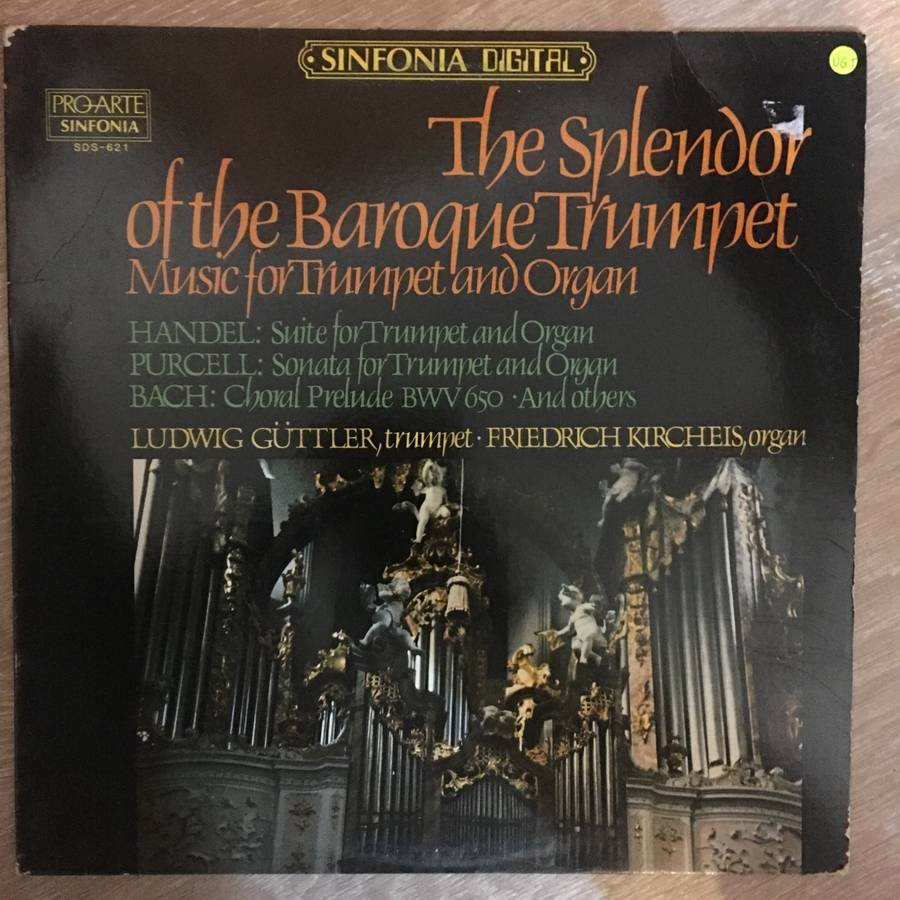 SINFONIA DIGITAL
PRO ARTE
SINFONIA
SDS-621
VG+
The Splendor
of the Baroque Trumpet
Music for Trumpet and Organ
HANDEL: Suite for Trumpet and Organ
PURCELL: Sonata for Trumpet and Organ
BACH: Choral Prelude BWV 650 · And others
LUDWIG GÜTTLER, trumpet · FRIEDRICH KIRCHEIS, organ